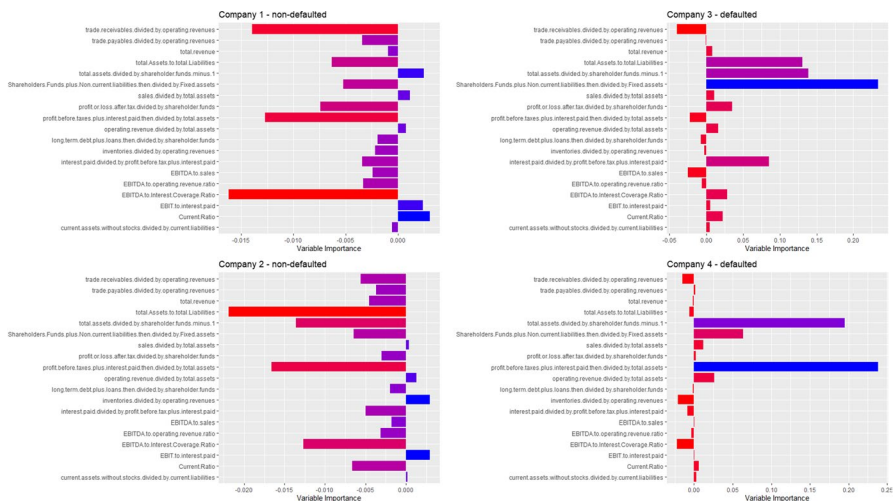 Company 1 - non-defaulted
trade.receivables.divided.by.operating.revenues
trade.payables.divided.by.operating.revenues
total.revenue
total.Assets.to.total.Liabilities
total.assets.divided.by.shareholder.funds.minus.1
Shareholders.Funds.plus.Non.current.liabilities.then.divided.by.Fixed.assets
sales.divided.by.total.assets
profit.or.loss.after.tax.divided.by.shareholder.funds
profit.before.taxes.plus.interest.paid.then.divided.by.total.assets
operating.revenue.divided.by.total.assets
long.term.debt.plus.loans.then.divided.by.shareholder.funds
inventories.divided.by.operating.revenues
interest.paid.divided.by.profit.before.tax.plus.interest.paid
EBITDA.to.sales
EBITDA.to.operating.revenue.ratio
EBITDA.to.Interest.Coverage.Ratio
EBIT.to.interest.paid
Current.Ratio
current.assets.without.stocks.divided.by.current.liabilities
-0.015 -0.010 -0.005 0.000
Variable Importance
Company 3 - defaulted
trade.receivables.divided.by.operating.revenues
trade.payables.divided.by.operating.revenues
total.revenue
total.Assets.to.total.Liabilities
total.assets.divided.by.shareholder.funds.minus.1
Shareholders.Funds.plus.Non.current.liabilities.then.divided.by.Fixed.assets
sales.divided.by.total.assets
profit.or.loss.after.tax.divided.by.shareholder.funds
profit.before.taxes.plus.interest.paid.then.divided.by.total.assets
operating.revenue.divided.by.total.assets
long.term.debt.plus.loans.then.divided.by.shareholder.funds
inventories.divided.by.operating.revenues
interest.paid.divided.by.profit.before.tax.plus.interest.paid
EBITDA.to.sales
EBITDA.to.operating.revenue.ratio
EBITDA.to.Interest.Coverage.Ratio
EBIT.to.interest.paid
Current.Ratio
current.assets.without.stocks.divided.by.current.liabilities
-0.05 0.00 0.05 0.10 0.15 0.20
Variable Importance
Company 2 - non-defaulted
trade.receivables.divided.by.operating.revenues
trade.payables.divided.by.operating.revenues
total.revenue
total.Assets.to.total.Liabilities
total.assets.divided.by.shareholder.funds.minus.1
Shareholders.Funds.plus.Non.current.liabilities.then.divided.by.Fixed.assets
sales.divided.by.total.assets
profit.or.loss.after.tax.divided.by.shareholder.funds
profit.before.taxes.plus.interest.paid.then.divided.by.total.assets
operating.revenue.divided.by.total.assets
long.term.debt.plus.loans.then.divided.by.shareholder.funds
inventories.divided.by.operating.revenues
interest.paid.divided.by.profit.before.tax.plus.interest.paid
EBITDA.to.sales
EBITDA.to.operating.revenue.ratio
EBITDA.to.Interest.Coverage.Ratio
EBIT.to.interest.paid
Current.Ratio
current.assets.without.stocks.divided.by.current.liabilities
-0.020 -0.015 -0.010 -0.005 0.000
Variable Importance
Company 4 - defaulted
trade.receivables.divided.by.operating.revenues
trade.payables.divided.by.operating.revenues
total.revenue
total.Assets.to.total.Liabilities
total.assets.divided.by.shareholder.funds.minus.1
Shareholders.Funds.plus.Non.current.liabilities.then.divided.by.Fixed.assets
sales.divided.by.total.assets
profit.or.loss.after.tax.divided.by.shareholder.funds
profit.before.taxes.plus.interest.paid.then.divided.by.total.assets
operating.revenue.divided.by.total.assets
long.term.debt.plus.loans.then.divided.by.shareholder.funds
inventories.divided.by.operating.revenues
interest.paid.divided.by.profit.before.tax.plus.interest.paid
EBITDA.to.sales
EBITDA.to.operating.revenue.ratio
EBITDA.to.Interest.Coverage.Ratio
EBIT.to.interest.paid
Current.Ratio
current.assets.without.stocks.divided.by.current.liabilities
0.00 0.05 0.10 0.15 0.20 0.25
Variable Importance